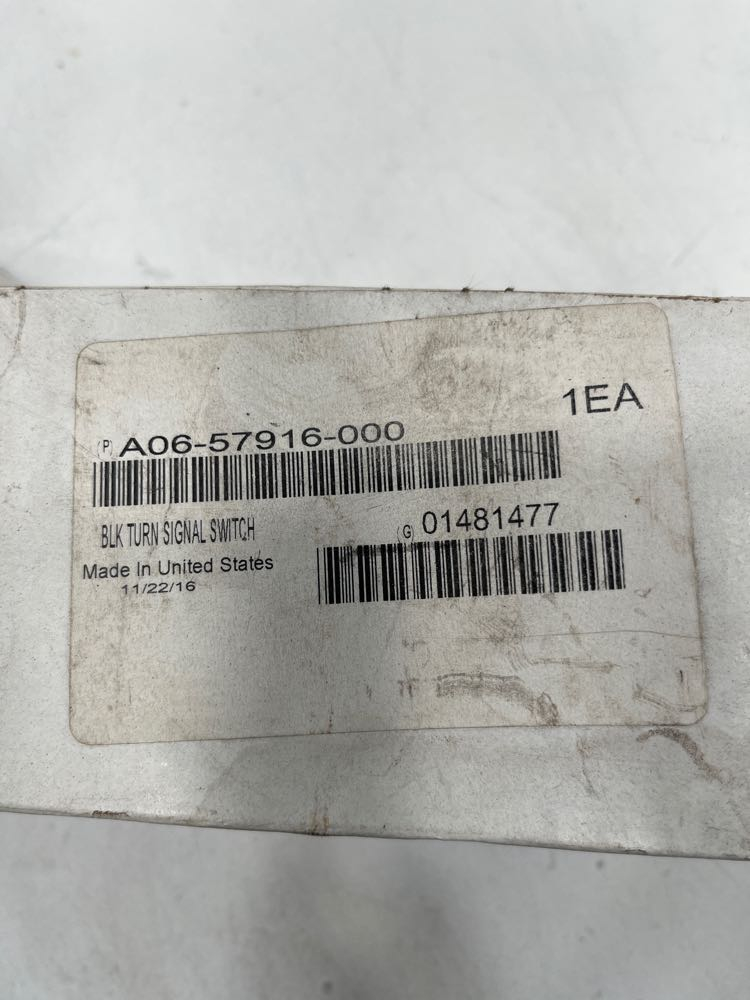 1EA
(P) A06-57916-000
BLK TURN SIGNAL SWITCH
(G) 01481477
Made In United States
11/22/16